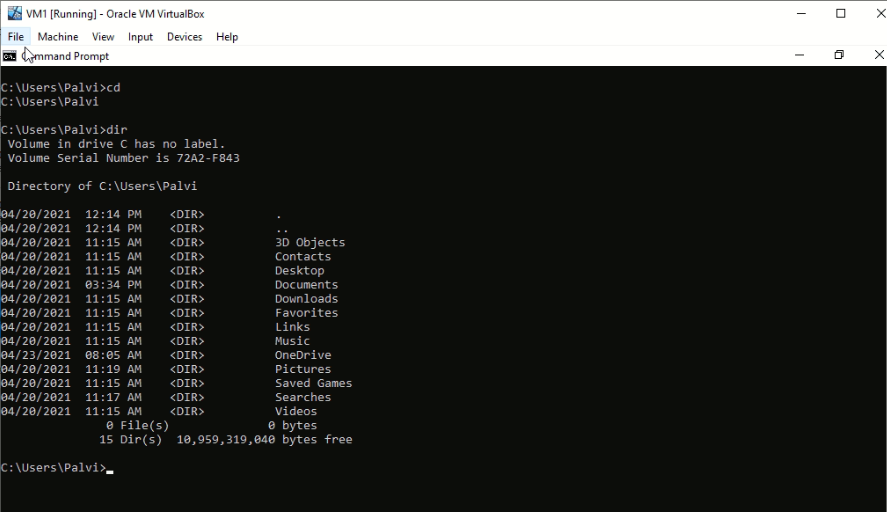 VM1 [Running] - Oracle VM VirtualBox
File Machine View Input Devices Help
Command Prompt
C:\Users\Palvi>cd
C:\Users\Palvi
C:\Users\Palvi>dir
Volume in drive C has no label.
Volume Serial Number is 72A2-F843
Directory of C:\Users\Palvi
04/20/2021 12:14 PM <DIR> .
04/20/2021 12:14 PM <DIR> ..
04/20/2021 11:15 AM <DIR> 3D Objects
04/20/2021 11:15 AM <DIR> Contacts
04/20/2021 11:15 AM <DIR> Desktop
04/20/2021 03:34 PM <DIR> Documents
04/20/2021 11:15 AM <DIR> Downloads
04/20/2021 11:15 AM <DIR> Favorites
04/20/2021 11:15 AM <DIR> Links
04/20/2021 11:15 AM <DIR> Music
04/23/2021 08:05 AM <DIR> OneDrive
04/20/2021 11:19 AM <DIR> Pictures
04/20/2021 11:15 AM <DIR> Saved Games
04/20/2021 11:17 AM <DIR> Searches
04/20/2021 11:15 AM <DIR> Videos
0 File(s) 0 bytes
15 Dir(s) 10,959,319,040 bytes free
C:\Users\Palvi>